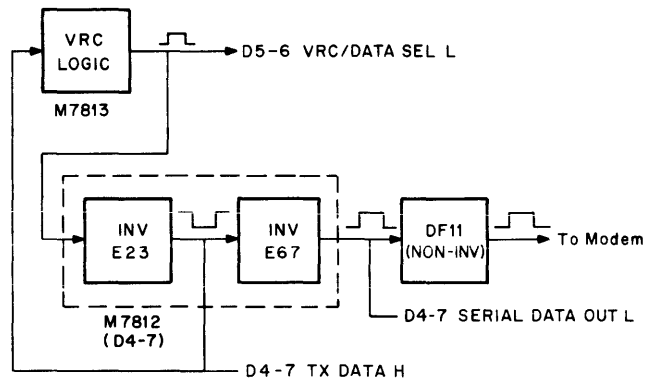 VRC
LOGIC
D5-6 VRC/DATA SEL L
M7813
INV
E23
INV
E67
DF11
(NON-INV)
To Modem
M7812
(D4-7)
D4-7 SERIAL DATA OUT L
D4-7 TX DATA H